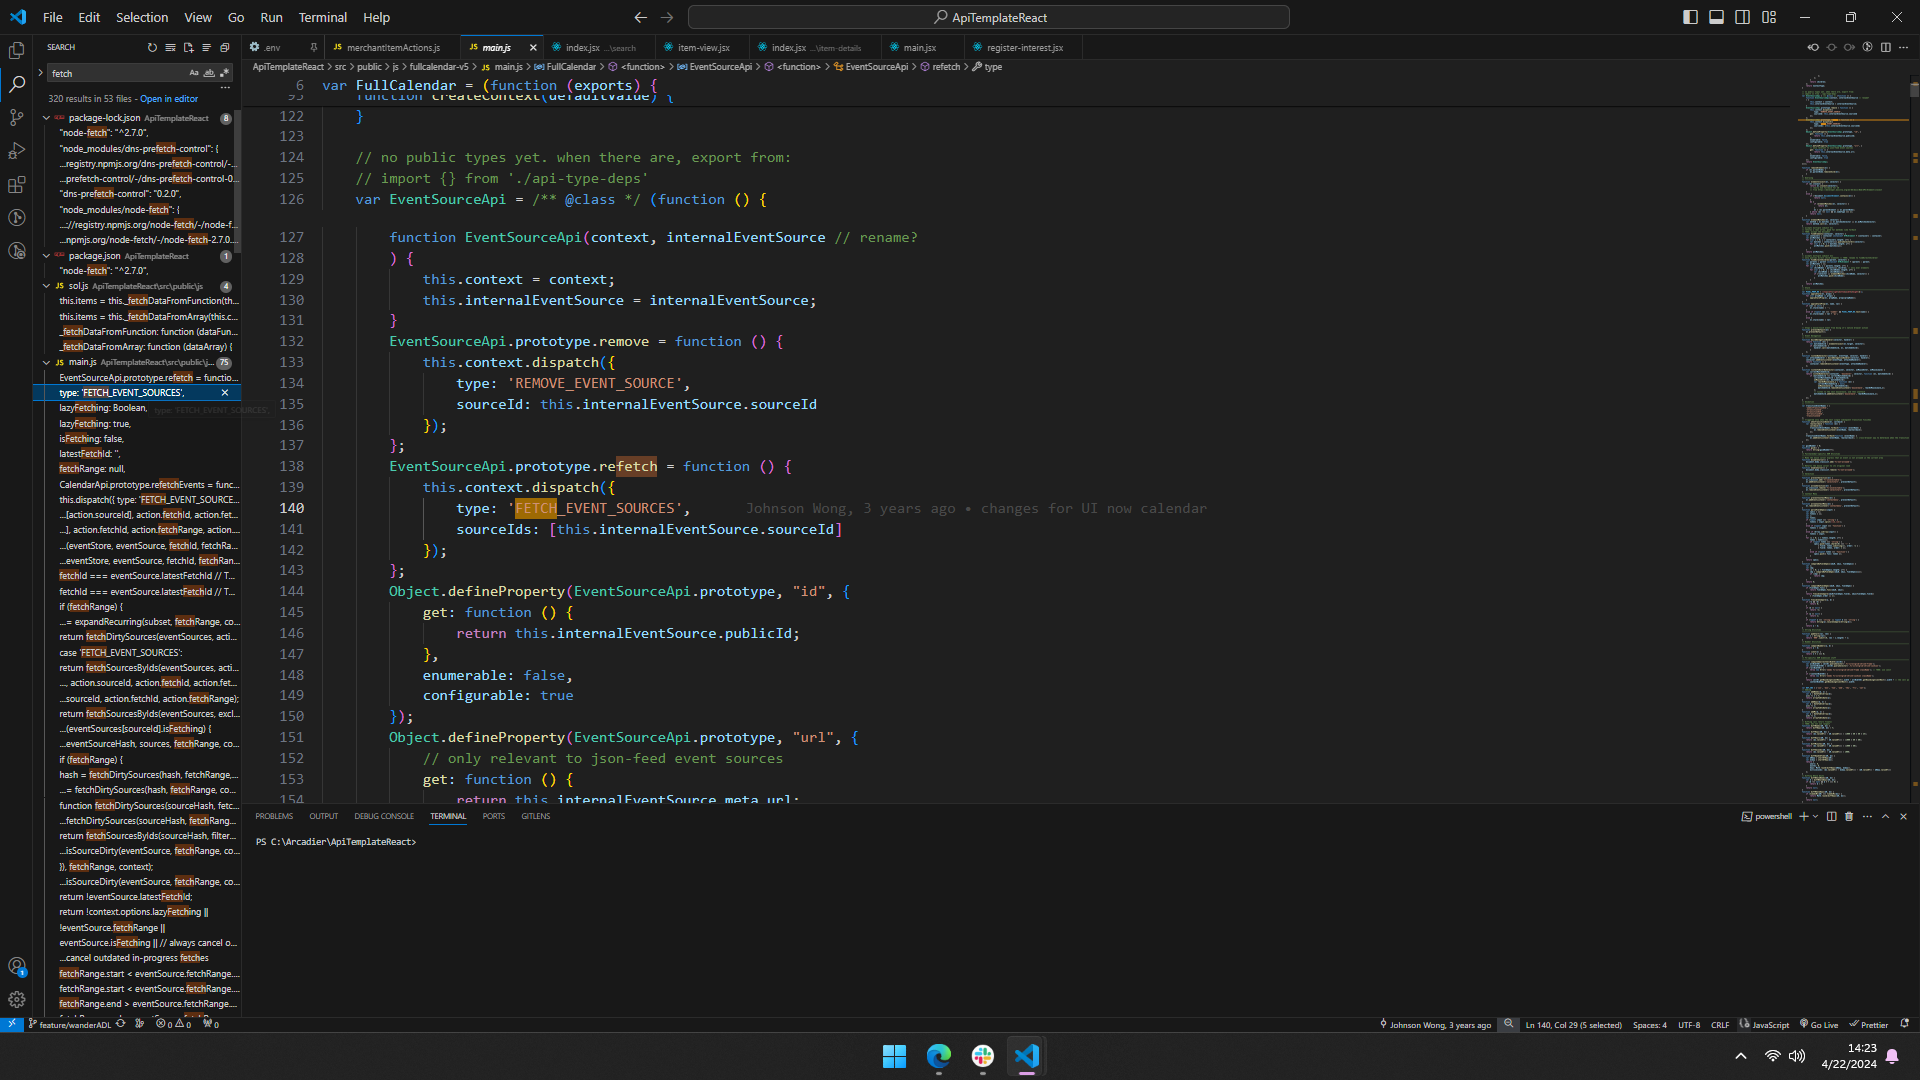 File Edit Selection View Go Run Terminal Help
ApiTemplateReact
SEARCH
.env
JS merchantItemActions.js
JS main.js
index.jsx ...\search
item-view.jsx
index.jsx ...\item-details
main.jsx
register-interest.jsx
fetch
Aa ab
320 results in 53 files - Open in editor
package-lock.json ApiTemplateReact 8
"node-fetch": "^2.7.0",
"node_modules/dns-prefetch-control": {
...registry.npmjs.org/dns-prefetch-control/-...
...prefetch-control/-/dns-prefetch-control-0...
"dns-prefetch-control": "0.2.0",
"node_modules/node-fetch": {
...://registry.npmjs.org/node-fetch/-/node-f...
...npmjs.org/node-fetch/-/node-fetch-2.7.0....
package.json ApiTemplateReact 1
"node-fetch": "^2.7.0",
JS sol.js ApiTemplateReact\src\public\js 4
this.items = this._fetchDataFromFunction(th...
this.items = this._fetchDataFromArray(this.c...
_fetchDataFromFunction: function (dataFun...
_fetchDataFromArray: function (dataArray) {
JS main.js ApiTemplateReact\src\public\j... 75
EventSourceApi.prototype.refetch = functio...
type: 'FETCH_EVENT_SOURCES',
lazyFetching: Boolean,
type: 'FETCH_EVENT_SOURCES',
lazyFetching: true,
isFetching: false,
latestFetchId: '',
fetchRange: null,
CalendarApi.prototype.refetchEvents = func...
this.dispatch({ type: 'FETCH_EVENT_SOURCE...
...[action.sourceId], action.fetchId, action.fet...
...], action.fetchId, action.fetchRange, action...
...(eventStore, eventSource, fetchId, fetchRa...
...eventStore, eventSource, fetchId, fetchRan...
fetchId === eventSource.latestFetchId // T...
fetchId === eventSource.latestFetchId // T...
if (fetchRange) {
...= expandRecurring(subset, fetchRange, co...
return fetchDirtySources(eventSources, acti...
case 'FETCH_EVENT_SOURCES':
return fetchSourcesByIds(eventSources, acti...
..., action.sourceId, action.fetchId, action.fet...
...sourceId, action.fetchId, action.fetchRange);
return fetchSourcesByIds(eventSources, excl...
...(eventSources[sourceId].isFetching) {
...eventSourceHash, sources, fetchRange, co...
if (fetchRange) {
hash = fetchDirtySources(hash, fetchRange,...
...= fetchDirtySources(hash, fetchRange, co...
function fetchDirtySources(sourceHash, fetc...
...fetchDirtySources(sourceHash, fetchRang...
return fetchSourcesByIds(sourceHash, filter...
...isSourceDirty(eventSource, fetchRange, co...
}), fetchRange, context);
...isSourceDirty(eventSource, fetchRange, co...
return !eventSource.latestFetchId;
return !context.options.lazyFetching ||
!eventSource.fetchRange ||
eventSource.isFetching || // always cancel o...
...cancel outdated in-progress fetches
fetchRange.start < eventSource.fetchRange....
fetchRange.start < eventSource.fetchRange....
fetchRange.end > eventSource.fetchRange....
ApiTemplateReact > src > public > js > fullcalendar-v5 > JS main.js > FullCalendar > <function> > EventSourceApi > <function> > EventSourceApi > refetch > type
6 var FullCalendar = (function (exports) {
95 function createContext(defaultValue) {
122 }
123
124 // no public types yet. when there are, export from:
125 // import {} from './api-type-deps'
126 var EventSourceApi = /** @class */ (function () {
127 function EventSourceApi(context, internalEventSource // rename?
128 ) {
129 this.context = context;
130 this.internalEventSource = internalEventSource;
131 }
132 EventSourceApi.prototype.remove = function () {
133 this.context.dispatch({
134 type: 'REMOVE_EVENT_SOURCE',
135 sourceId: this.internalEventSource.sourceId
136 });
137 };
138 EventSourceApi.prototype.refetch = function () {
139 this.context.dispatch({
140 type: 'FETCH_EVENT_SOURCES', Johnson Wong, 3 years ago • changes for UI now calendar
141 sourceIds: [this.internalEventSource.sourceId]
142 });
143 };
144 Object.defineProperty(EventSourceApi.prototype, "id", {
145 get: function () {
146 return this.internalEventSource.publicId;
147 },
148 enumerable: false,
149 configurable: true
150 });
151 Object.defineProperty(EventSourceApi.prototype, "url", {
152 // only relevant to json-feed event sources
153 get: function () {
154 return this.internalEventSource.meta.url;
PROBLEMS OUTPUT DEBUG CONSOLE TERMINAL PORTS GITLENS
powershell
PS C:\Arcadier\ApiTemplateReact>
feature/wanderADL 0 0 0
Johnson Wong, 3 years ago Ln 140, Col 29 (5 selected) Spaces: 4 UTF-8 CRLF JavaScript Go Live Prettier
14:23
4/22/2024